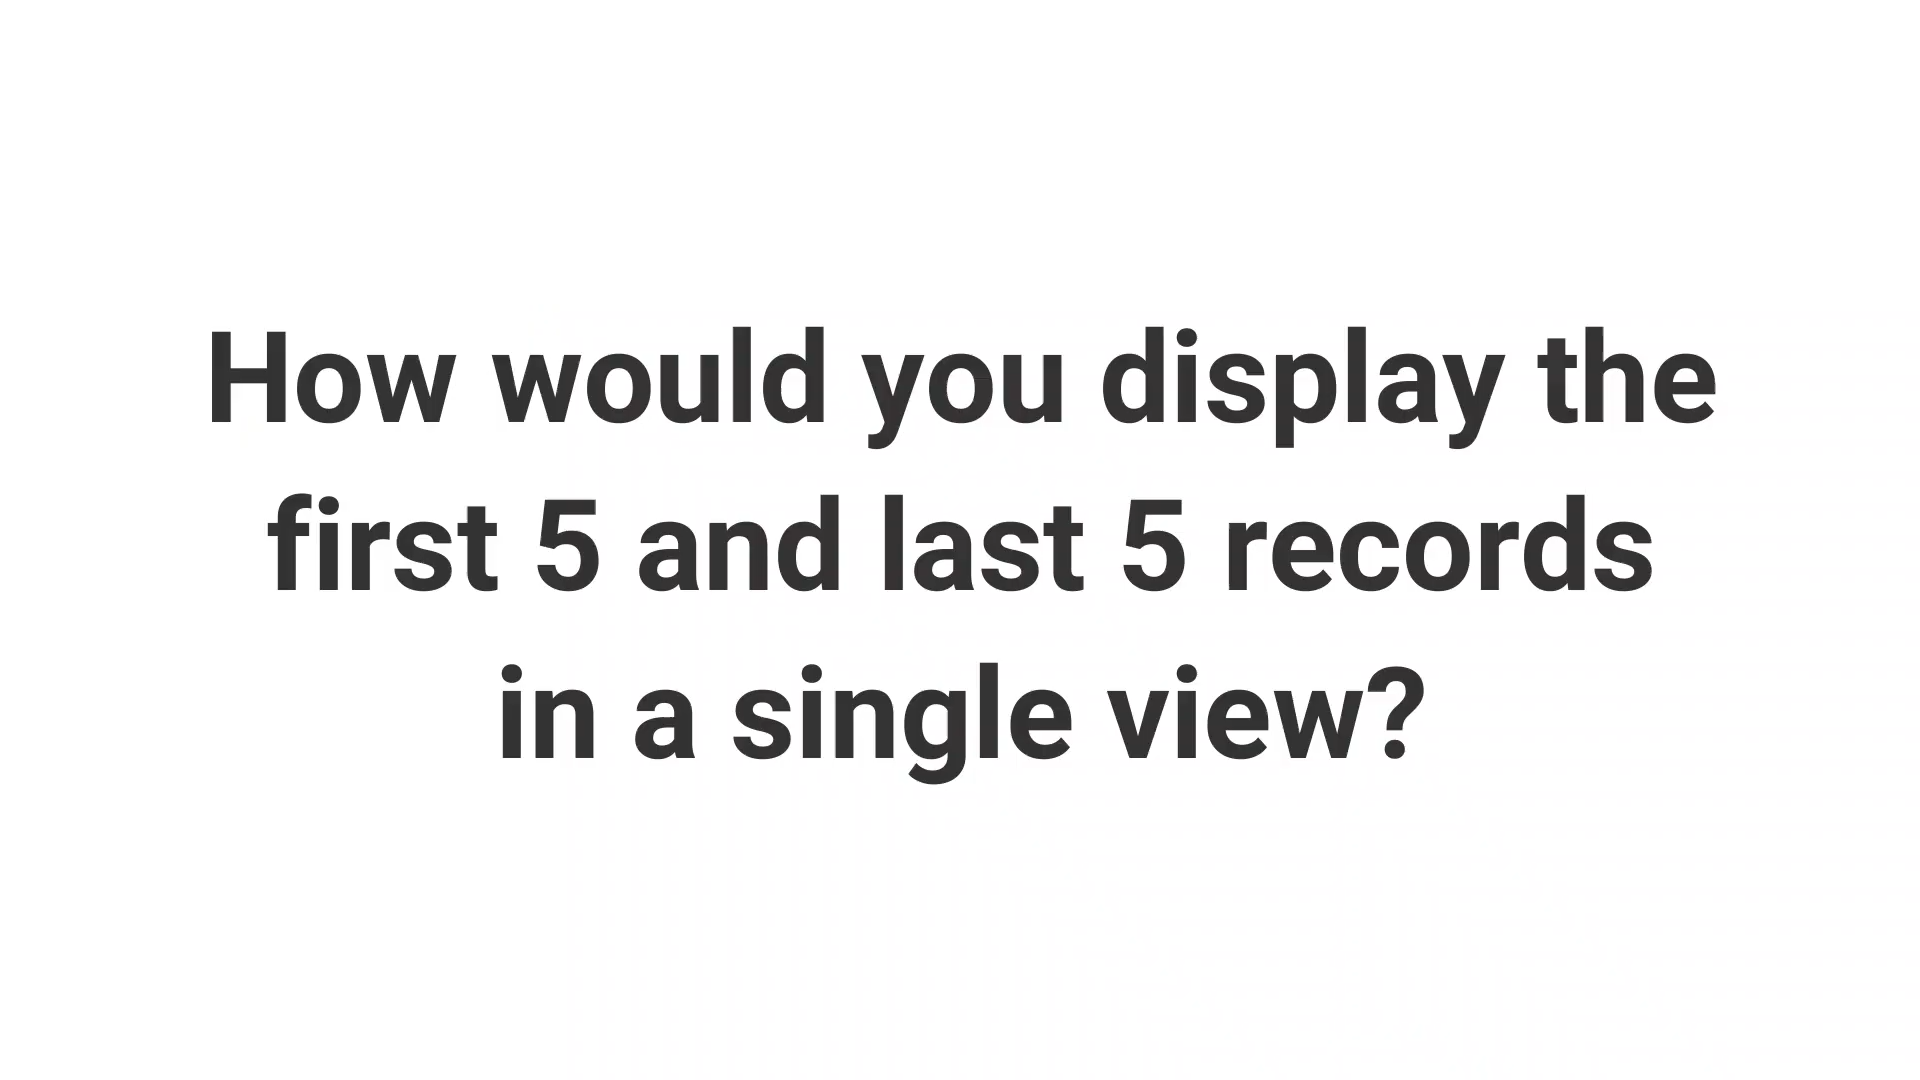 How would you display the
first 5 and last 5 records
in a single view?